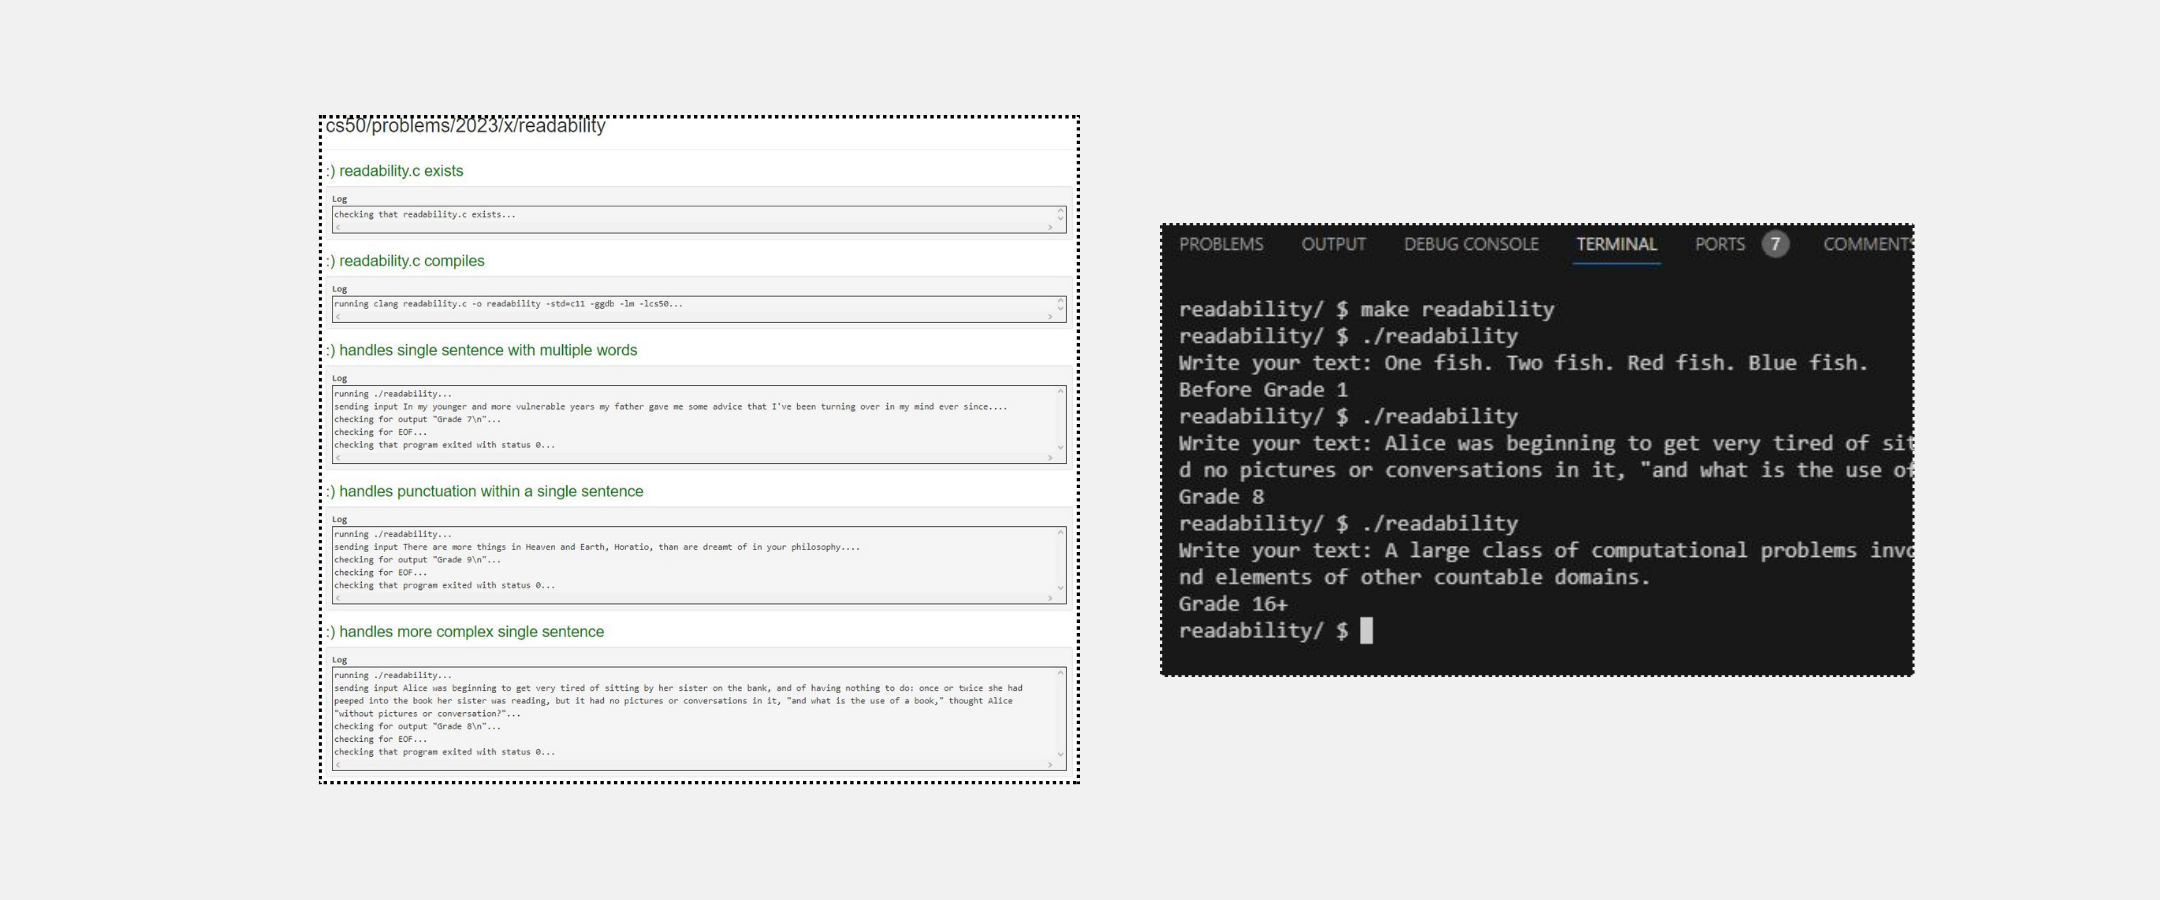 cs50/problems/2023/x/readability
:) readability.c exists
Log
checking that readability.c exists...
:) readability.c compiles
Log
running clang readability.c -o readability -std=c11 -ggdb -lm -lcs50...
:) handles single sentence with multiple words
Log
running ./readability...
sending input In my younger and more vulnerable years my father gave me some advice that I've been turning over in my mind ever since....
checking for output "Grade 7\n"...
checking for EOF...
checking that program exited with status 0...
:) handles punctuation within a single sentence
Log
running ./readability...
sending input There are more things in Heaven and Earth, Horatio, than are dreamt of in your philosophy....
checking for output "Grade 9\n"...
checking for EOF...
checking that program exited with status 0...
:) handles more complex single sentence
Log
running ./readability...
sending input Alice was beginning to get very tired of sitting by her sister on the bank, and of having nothing to do: once or twice she had
peeped into the book her sister was reading, but it had no pictures or conversations in it, "and what is the use of a book," thought Alice
"without pictures or conversation?"...
checking for output "Grade 8\n"...
checking for EOF...
checking that program exited with status 0...
PROBLEMS OUTPUT DEBUG CONSOLE TERMINAL PORTS 7 COMMENTS
readability/ $ make readability
readability/ $ ./readability
Write your text: One fish. Two fish. Red fish. Blue fish.
Before Grade 1
readability/ $ ./readability
Write your text: Alice was beginning to get very tired of sit
d no pictures or conversations in it, "and what is the use of
Grade 8
readability/ $ ./readability
Write your text: A large class of computational problems invo
nd elements of other countable domains.
Grade 16+
readability/ $